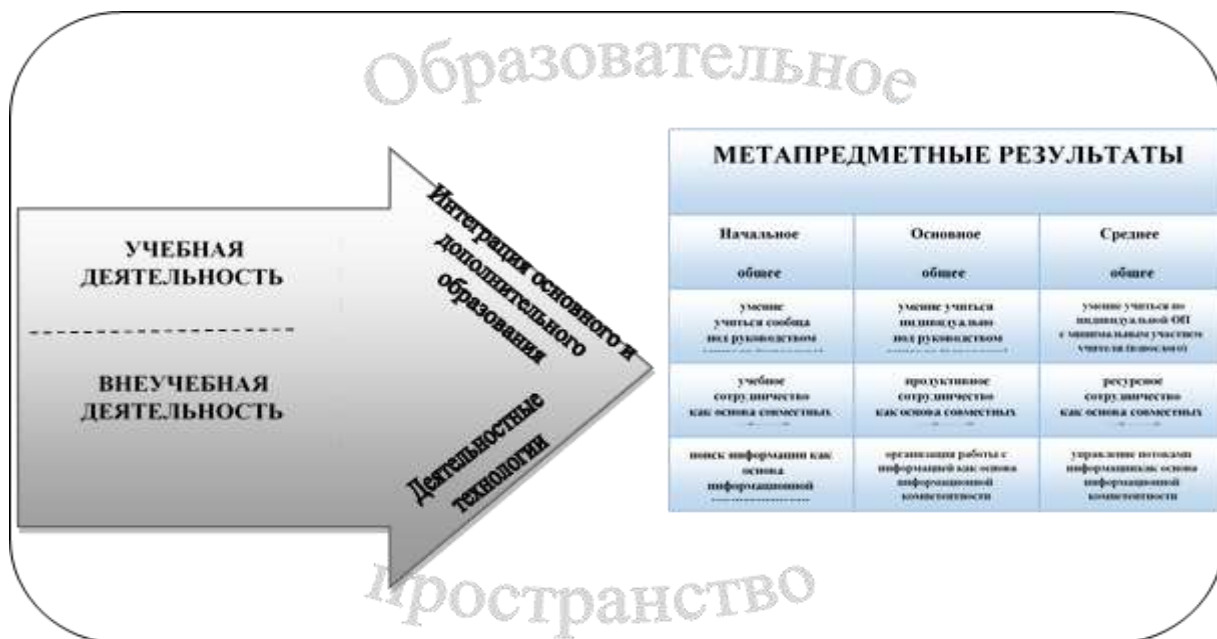 Образовательное
УЧЕБНАЯ
ДЕЯТЕЛЬНОСТЬ
ВНЕУЧЕБНАЯ
ДЕЯТЕЛЬНОСТЬ
Интеграция основного и
дополнительного
образования
Деятельностные
технологии
МЕТАПРЕДМЕТНЫЕ РЕЗУЛЬТАТЫ
Начальное
общее
Основное
общее
Среднее
общее
умение
учиться сообща
под руководством
умение учиться
индивидуально
под руководством
умение учиться по
индивидуальной ОП
с минимальным участием
учителя (взрослого)
учебное
сотрудничество
как основа совместных
продуктивное
сотрудничество
как основа совместных
ресурсное
сотрудничество
как основа совместных
поиск информации как
основа
информационной
организация работы с
информацией как основа
информационной
компетентности
управление потоками
информациикак основа
информационной
компетентности
пространство